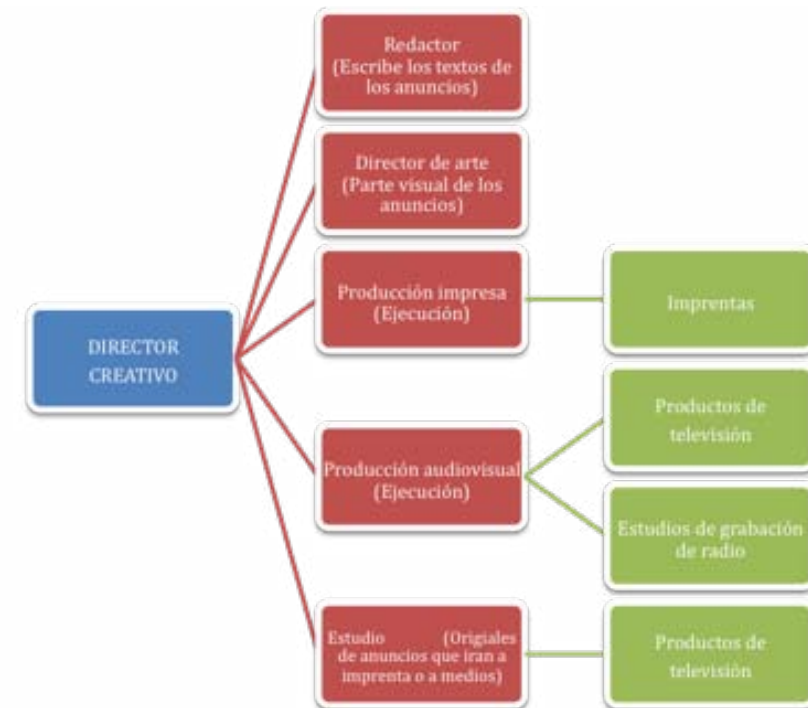 Redactor
(Escribe los textos de
los anuncios)
Director de arte
(Parte visual de los
anuncios)
Producción impresa
(Ejecución)
Imprentas
DIRECTOR
CREATIVO
Productos de
televisión
Producción audiovisual
(Ejecución)
Estudios de grabación
de radio
Estudio (Origiales
de anuncios que iran a
imprenta o a medios)
Productos de
televisión